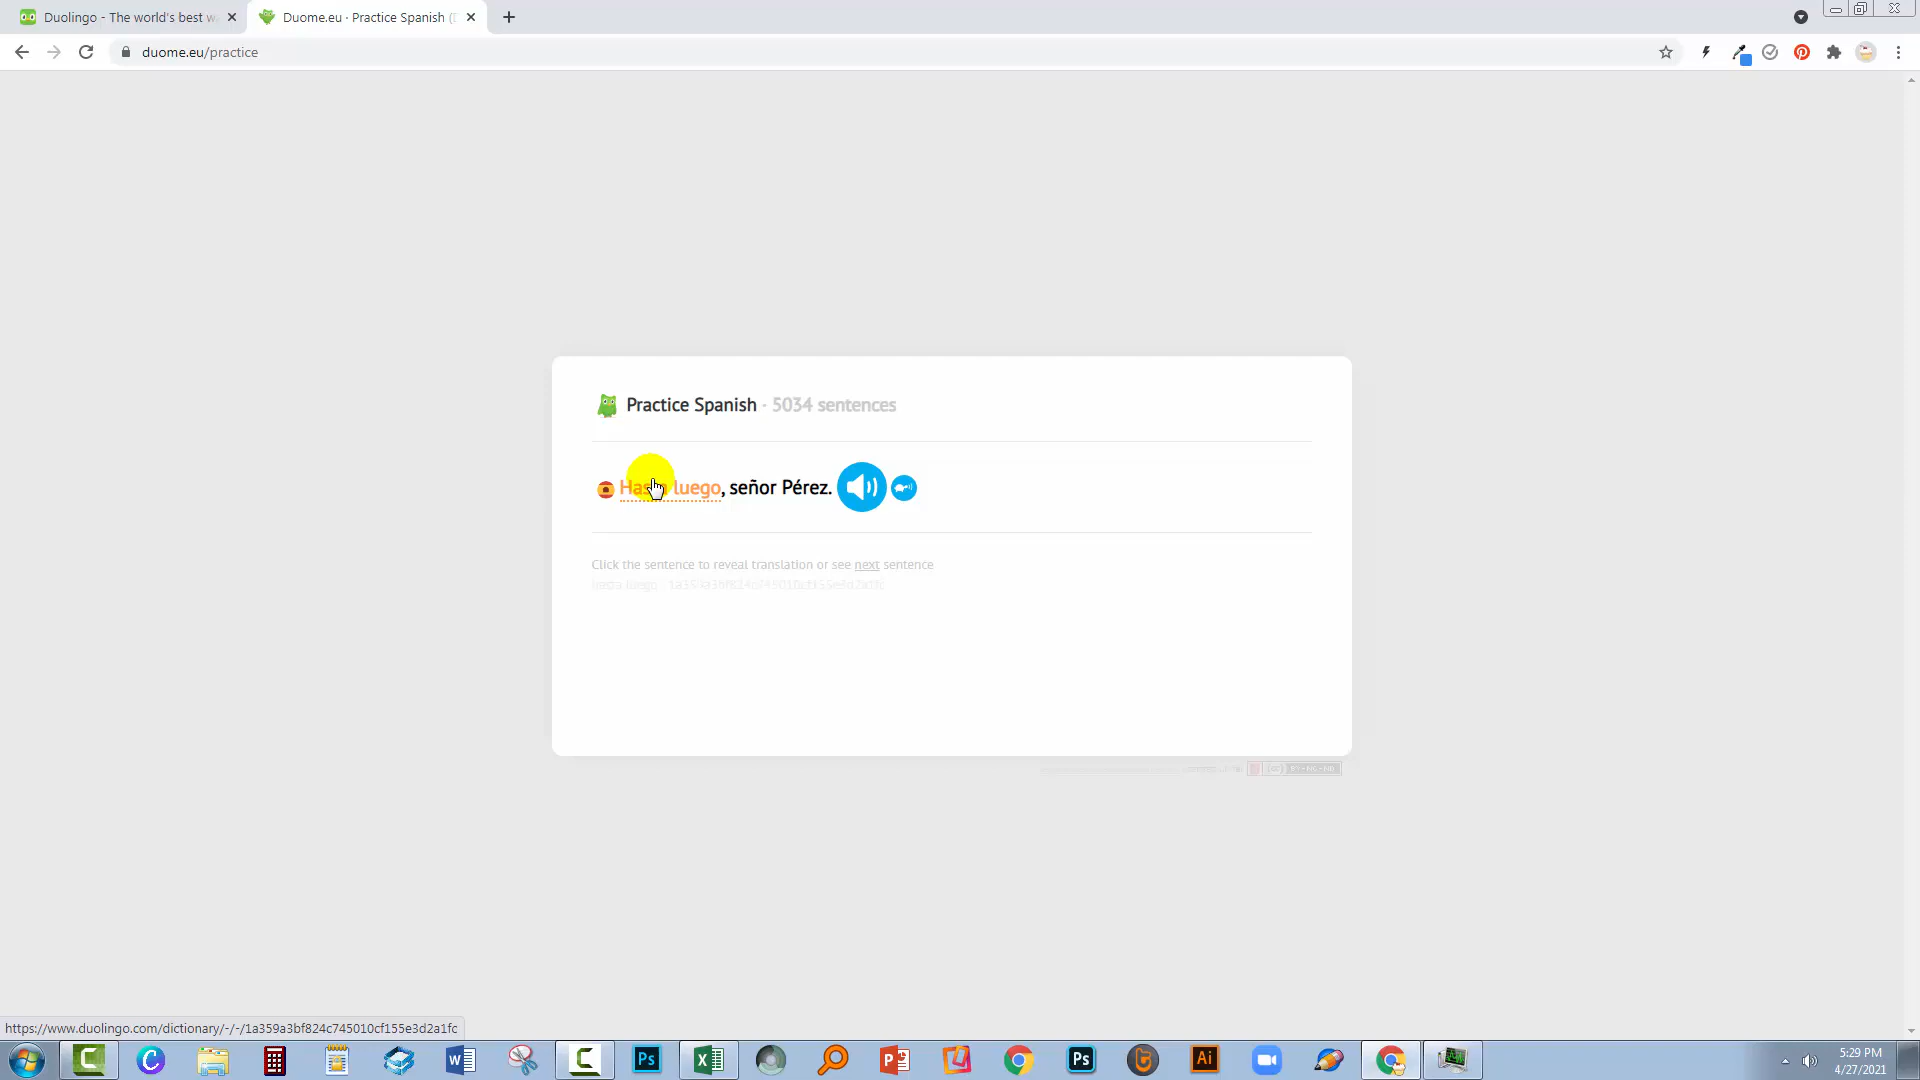 Duolingo - The world's best w
Duome.eu · Practice Spanish (
duome.eu/practice
Practice Spanish · 5034 sentences
Hasta luego, señor Pérez.
Click the sentence to reveal translation or see next sentence
hasta luego
https://www.duolingo.com/dictionary/-/-/1a359a3bf824c745010cf155e3d2a1fc
5:29 PM
4/27/2021